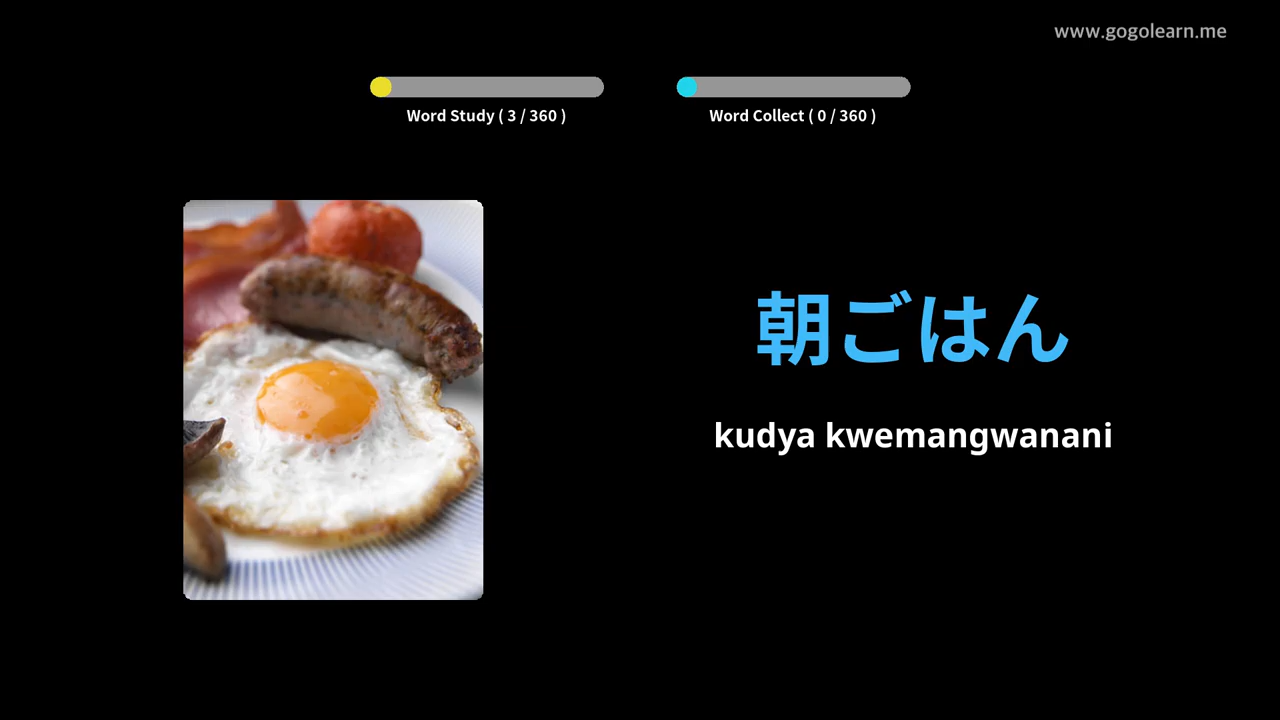 www.gogolearn.me
Word Study ( 3 / 360 )
Word Collect ( 0 / 360 )
朝ごはん
kudya kwemangwanani